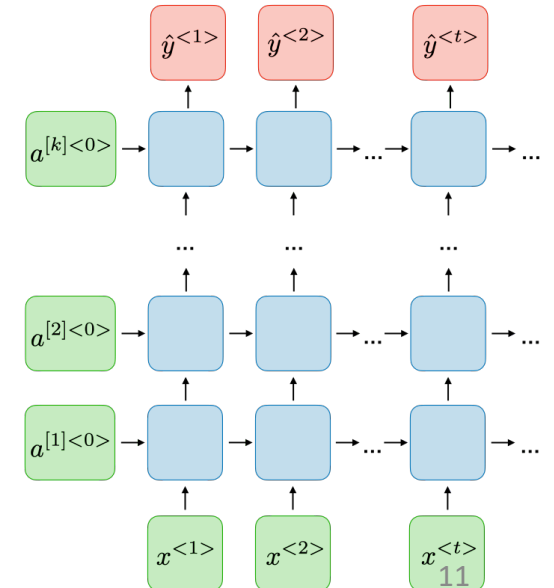 ŷ<1> ŷ<2> ŷ<t>
a[k]<0> ... ...
... ... ...
a[2]<0> ... ...
a[1]<0> ... ...
x<1> x<2> x<t>
11